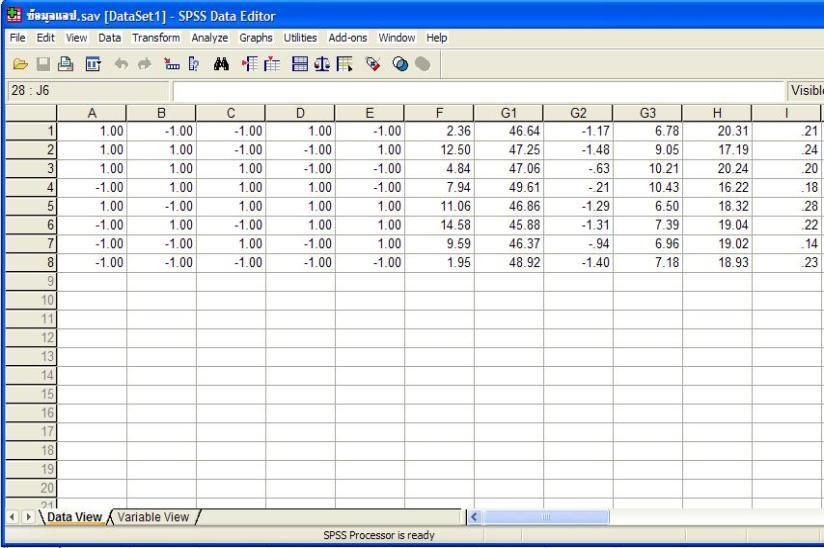 ข้อมูลแลป.sav [DataSet1] - SPSS Data Editor
File Edit View Data Transform Analyze Graphs Utilities Add-ons Window Help
28 : J6 Visible
A B C D E F G1 G2 G3 H I
1 1.00 -1.00 -1.00 1.00 -1.00 2.36 46.64 -1.17 6.78 20.31 .21
2 1.00 1.00 -1.00 -1.00 1.00 12.50 47.25 -1.48 9.05 17.19 .24
3 1.00 1.00 1.00 -1.00 -1.00 4.84 47.06 -.63 10.21 20.24 .20
4 -1.00 1.00 1.00 1.00 -1.00 7.94 49.61 -.21 10.43 16.22 .18
5 1.00 -1.00 1.00 1.00 1.00 11.06 46.86 -1.29 6.50 18.32 .28
6 -1.00 1.00 -1.00 1.00 1.00 14.58 45.88 -1.31 7.39 19.04 .22
7 -1.00 -1.00 1.00 -1.00 1.00 9.59 46.37 -.94 6.96 19.02 .14
8 -1.00 -1.00 -1.00 -1.00 -1.00 1.95 48.92 -1.40 7.18 18.93 .23
9
10
11
12
13
14
15
16
17
18
19
20
21
Data View Variable View
SPSS Processor is ready